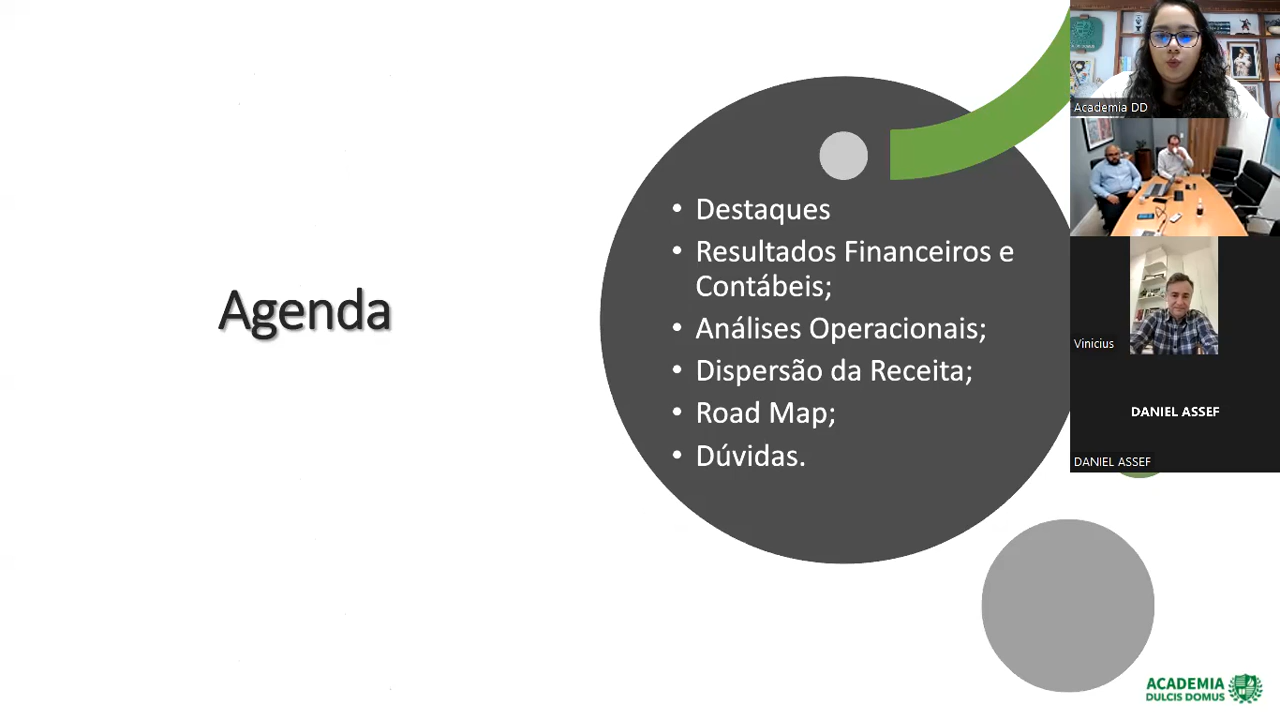 Agenda
• Destaques
• Resultados Financeiros e
Contábeis;
• Análises Operacionais;
• Dispersão da Receita;
• Road Map;
• Dúvidas.
Academia DD
Vinicius
DANIEL ASSEF
DANIEL ASSEF
ACADEMIA
DULCIS DOMUS